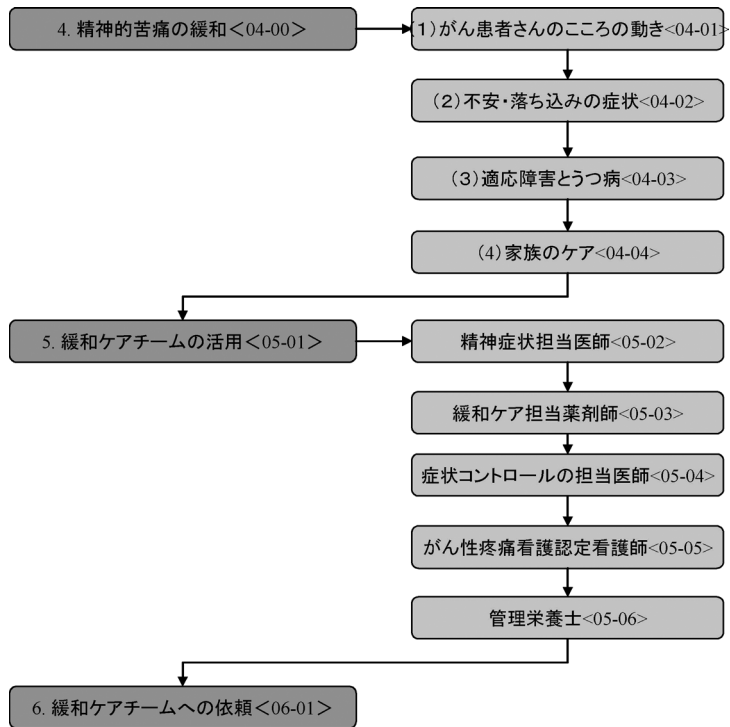 4. 精神的苦痛の緩和＜04-00＞
(1)がん患者さんのこころの動き<04-01>
(2)不安・落ち込みの症状<04-02>
(3)適応障害とうつ病<04-03>
(4)家族のケア<04-04>
5. 緩和ケアチームの活用＜05-01＞
精神症状担当医師<05-02>
緩和ケア担当薬剤師<05-03>
症状コントロールの担当医師<05-04>
がん性疼痛看護認定看護師<05-05>
管理栄養士<05-06>
6. 緩和ケアチームへの依頼＜06-01＞